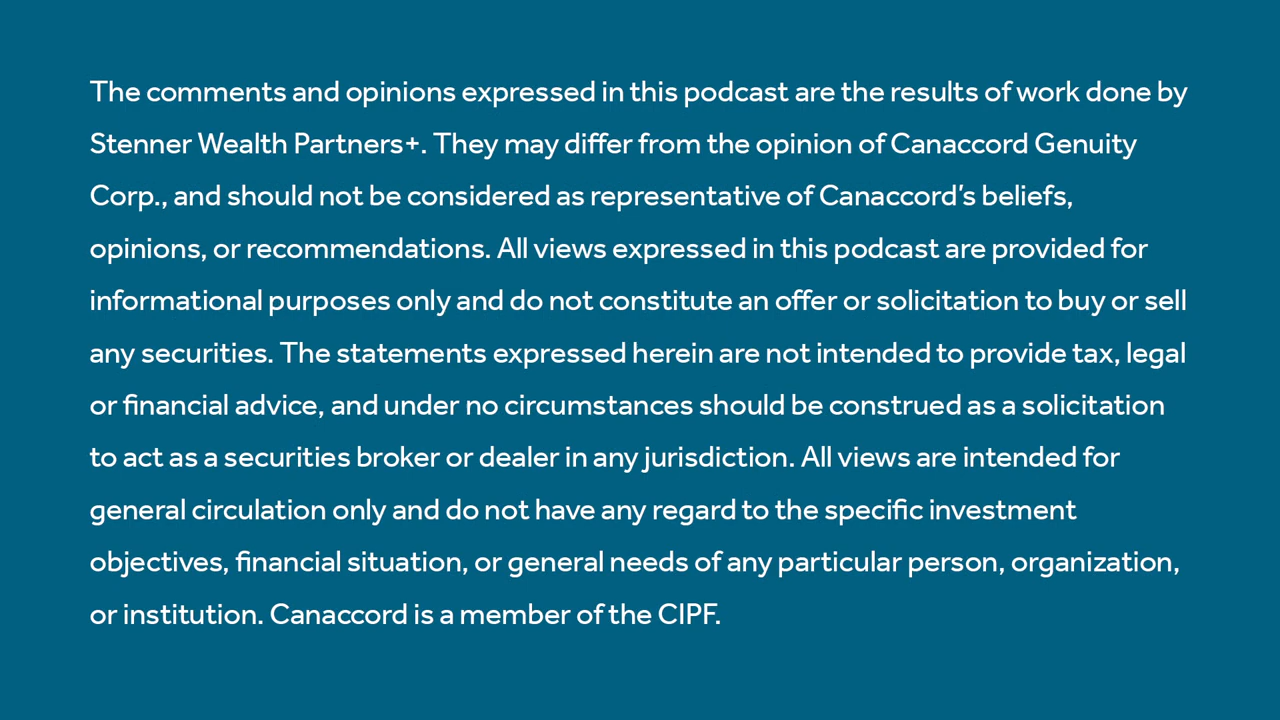 The comments and opinions expressed in this podcast are the results of work done by
Stenner Wealth Partners+. They may differ from the opinion of Canaccord Genuity
Corp., and should not be considered as representative of Canaccord's beliefs,
opinions, or recommendations. All views expressed in this podcast are provided for
informational purposes only and do not constitute an offer or solicitation to buy or sell
any securities. The statements expressed herein are not intended to provide tax, legal
or financial advice, and under no circumstances should be construed as a solicitation
to act as a securities broker or dealer in any jurisdiction. All views are intended for
general circulation only and do not have any regard to the specific investment
objectives, financial situation, or general needs of any particular person, organization,
or institution. Canaccord is a member of the CIPF.